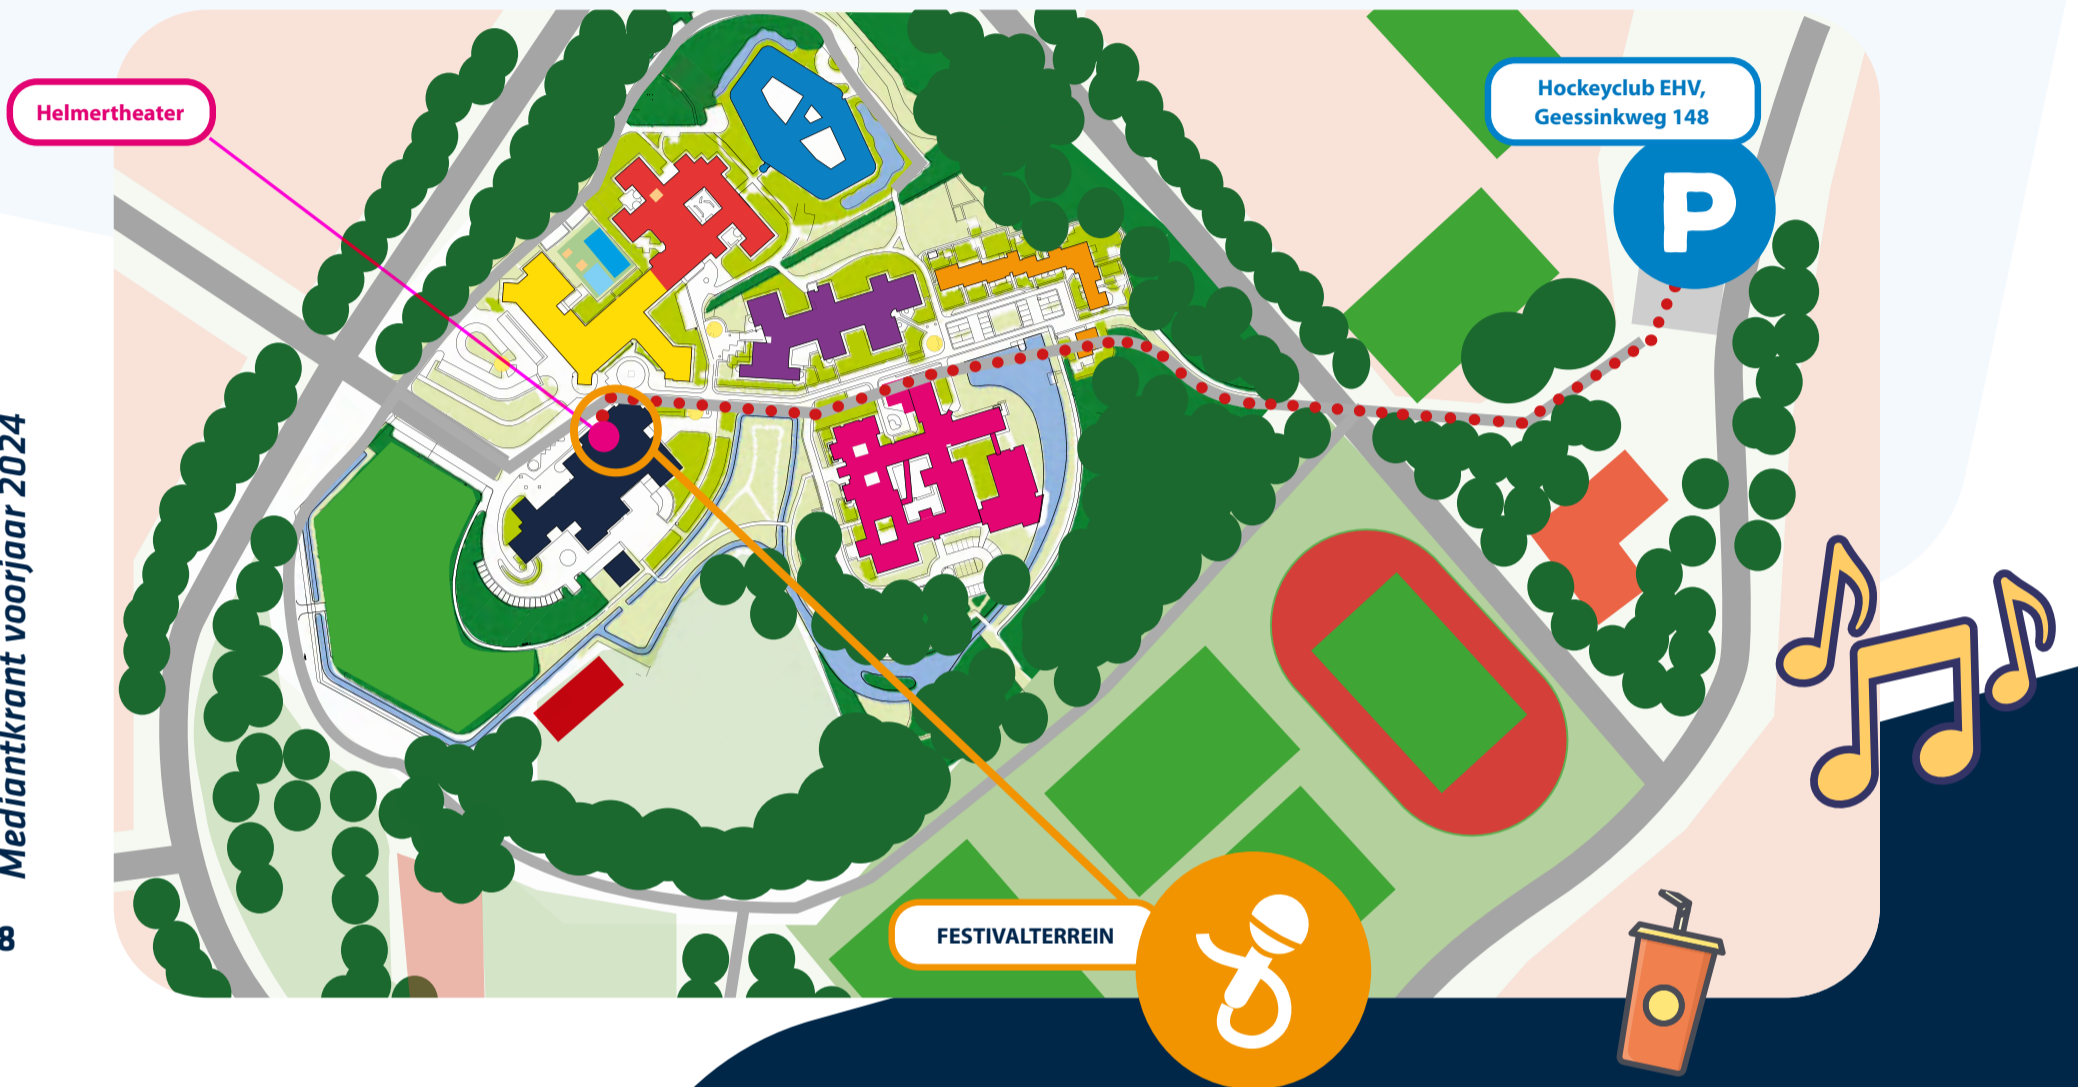 Helmertheater
Hockeyclub EHV,
Geessinkweg 148
P
FESTIVALTERREIN
Mediantkrant voorjaar 2024
8